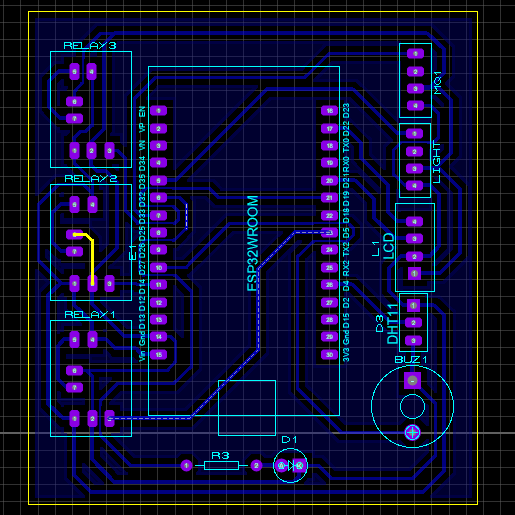 RELAY3
RELAY2
RELAY1
EN
VP
VN
D34
D35
D32
D33
D25
D26
D27
D14
D12
D13
Gnd
Vin
E1
ESP32WROOM
D23
D22
TX0
RX0
D21
D19
D18
D5
TX2
RX2
D4
D2
D15
Gnd
3V3
MQ1
LIGHT
L1
LCD
D3
DHT11
BUZ1
R3
D1